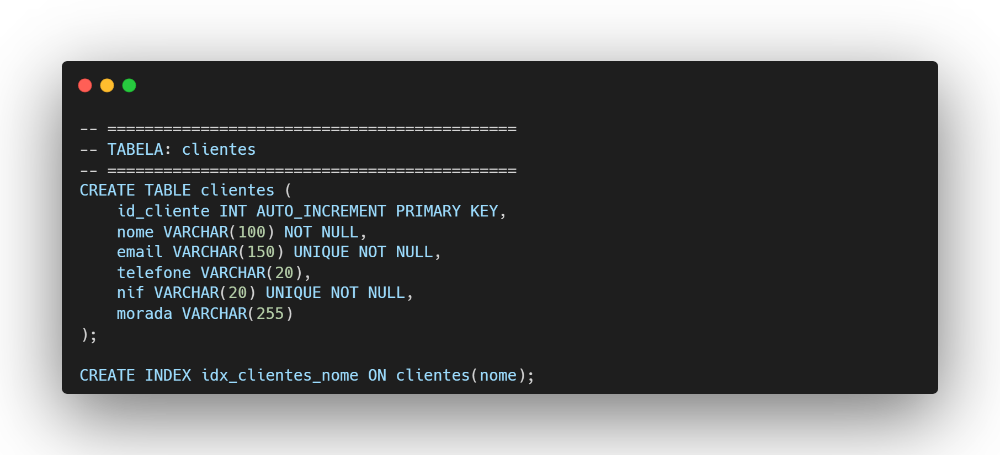 -- ============================================
-- TABELA: clientes
-- ============================================
CREATE TABLE clientes (
    id_cliente INT AUTO_INCREMENT PRIMARY KEY,
    nome VARCHAR(100) NOT NULL,
    email VARCHAR(150) UNIQUE NOT NULL,
    telefone VARCHAR(20),
    nif VARCHAR(20) UNIQUE NOT NULL,
    morada VARCHAR(255)
);
CREATE INDEX idx_clientes_nome ON clientes(nome);